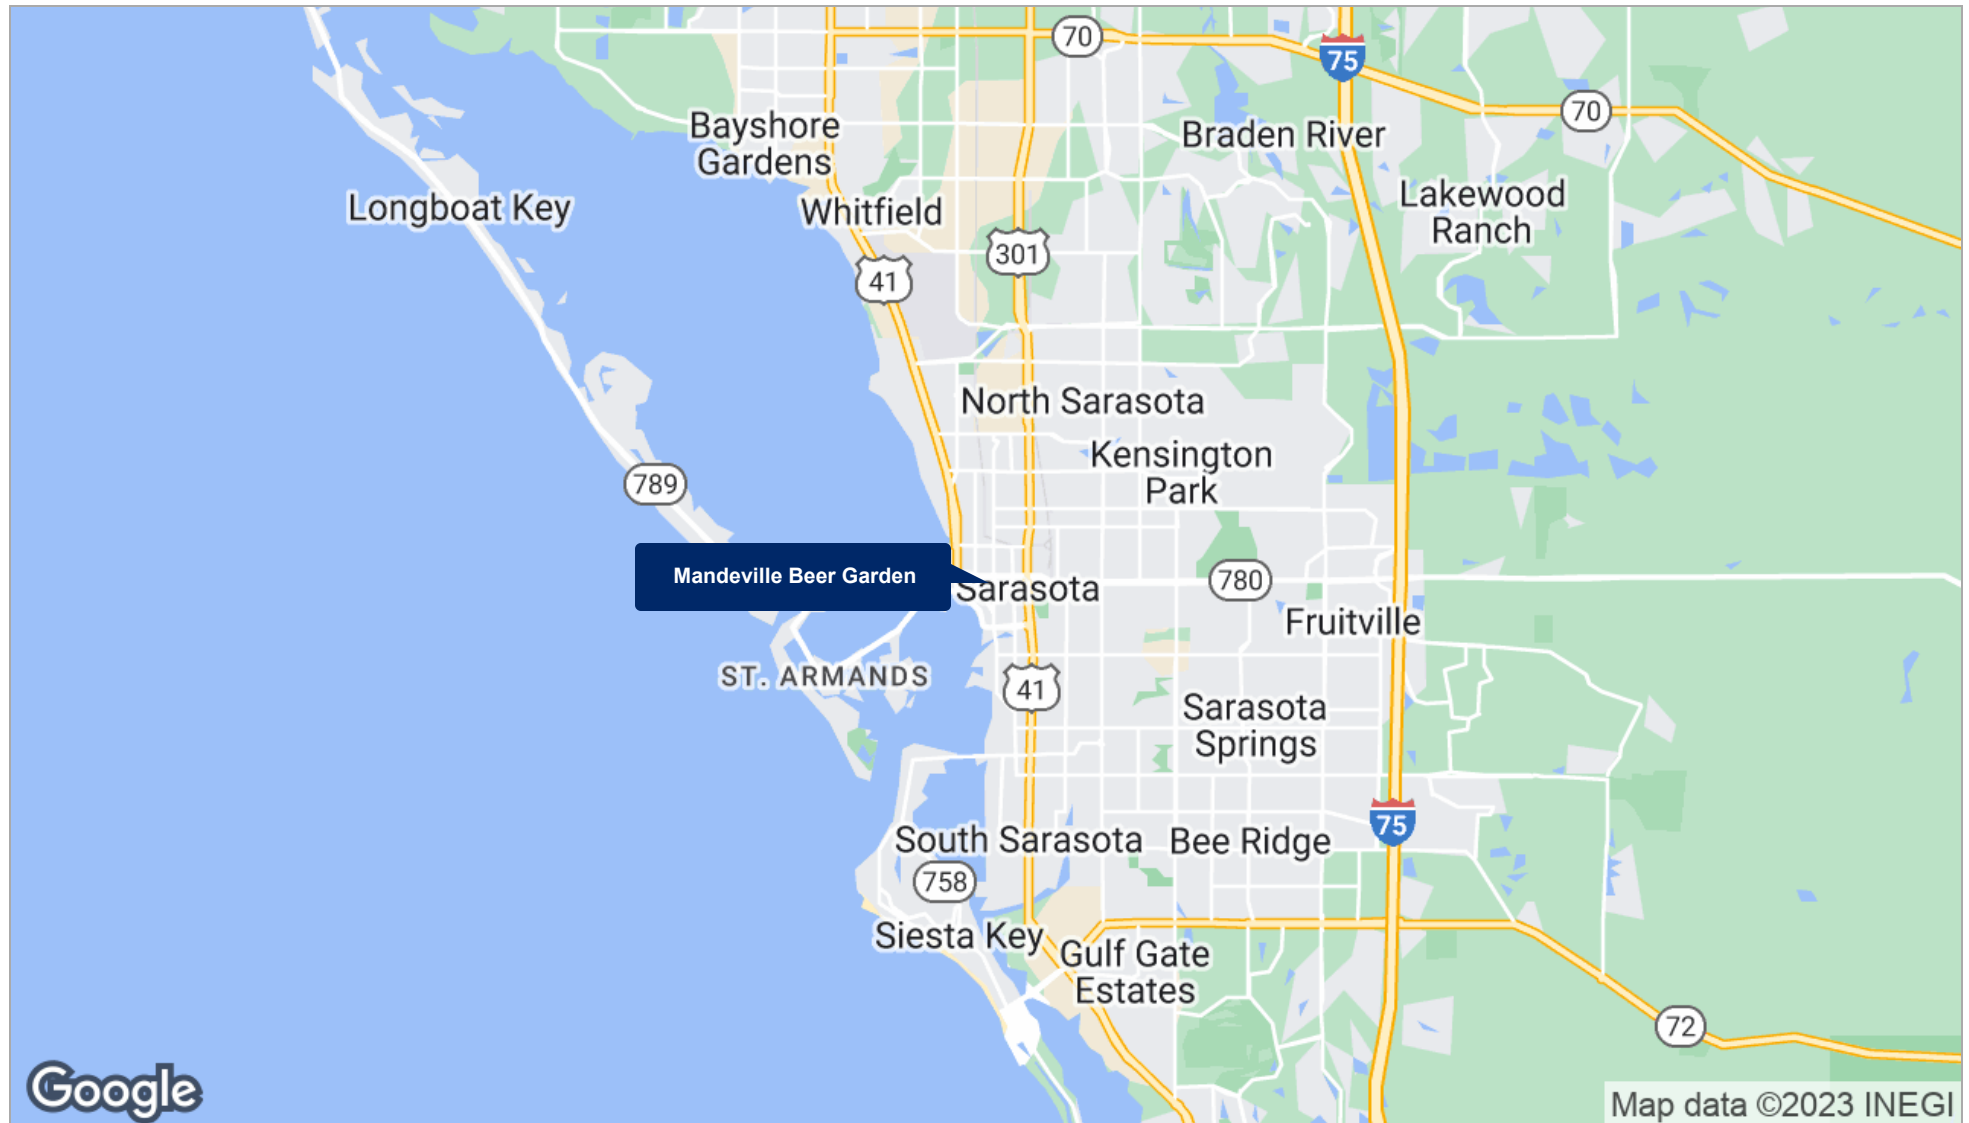 70
75
70
Bayshore
Gardens
Braden River
Longboat Key
Whitfield
Lakewood
Ranch
301
41
North Sarasota
Kensington
Park
789
Mandeville Beer Garden
Sarasota
780
Fruitville
ST. ARMANDS
41
Sarasota
Springs
75
South Sarasota
Bee Ridge
758
Siesta Key
Gulf Gate
Estates
72
Google
Map data ©2023 INEGI